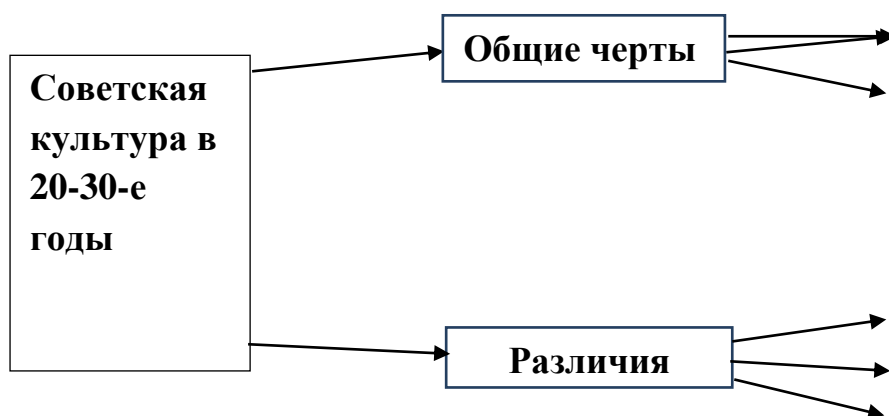 Общие черты
Советская
культура в
20-30-е
годы
Различия